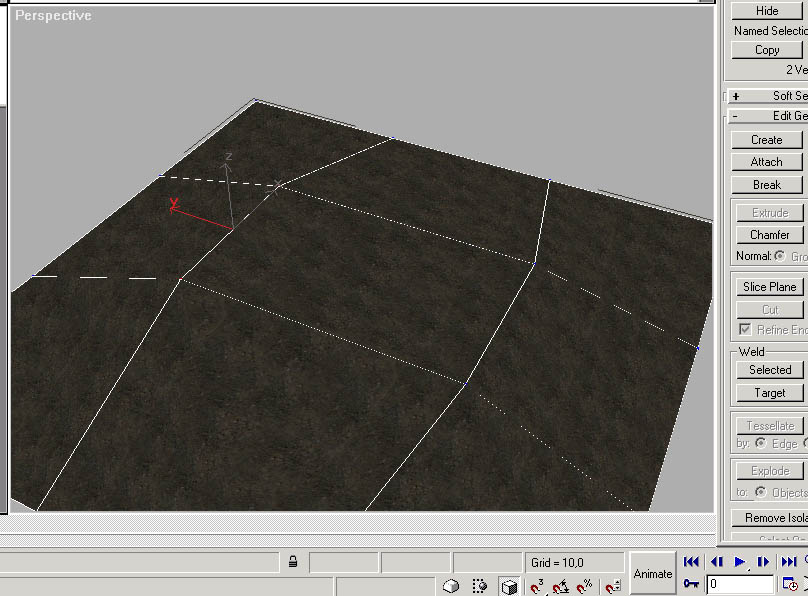 Perspective
Hide
Named Selectio
Copy
2 Ve
+ Soft Se
- Edit Ge
Create
Attach
Break
Extrude
Chamfer
Normal: Gro
Slice Plane
Cut
Refine End
Weld
Selected
Target
Tessellate
by: Edge
Explode
to: Objects
Remove Isola
z
x
y
Grid = 10,0
Animate
0
3
%